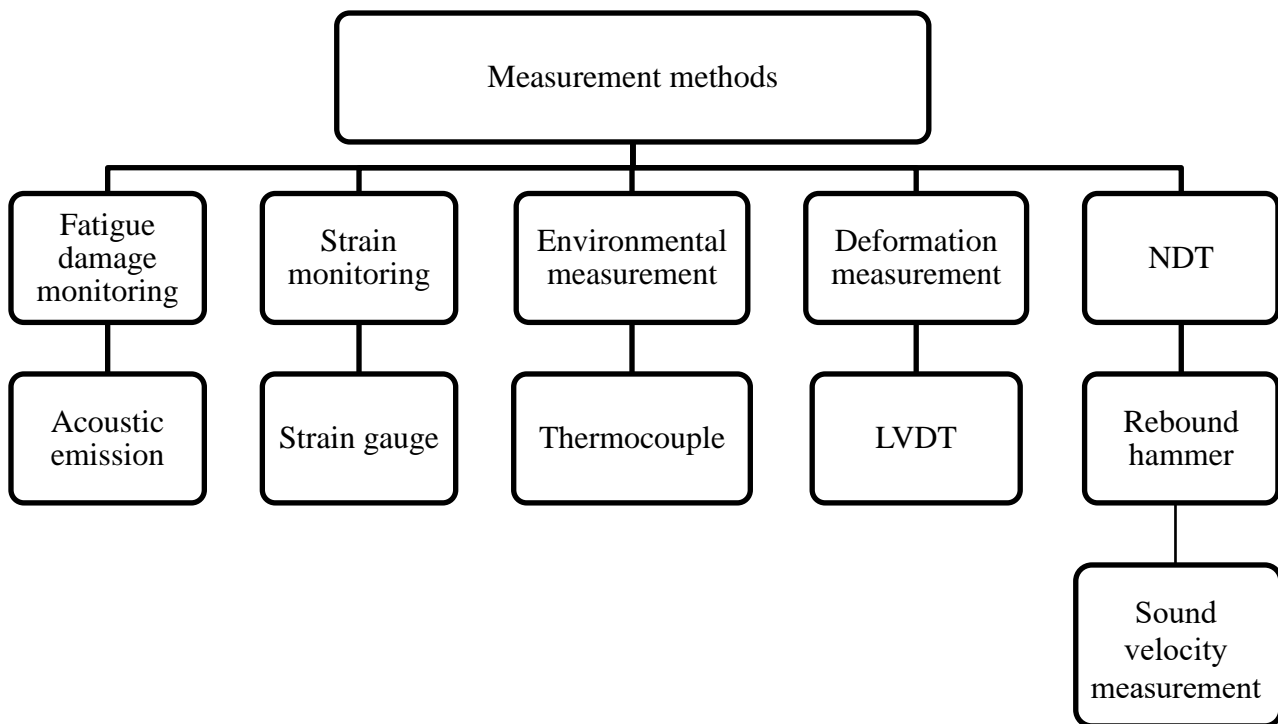 Measurement methods
Fatigue
damage
monitoring
Strain
monitoring
Environmental
measurement
Deformation
measurement
NDT
Acoustic
emission
Strain gauge
Thermocouple
LVDT
Rebound
hammer
Sound
velocity
measurement